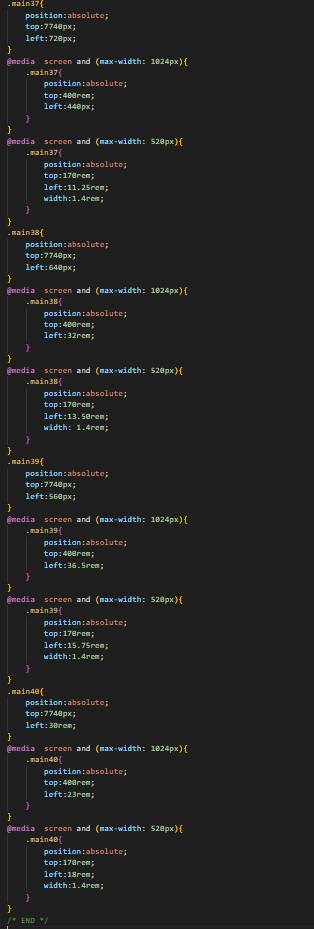 .main37{
position:absolute;
top:7740px;
left:720px;
}
@media  screen and (max-width: 1024px){
.main37{
position:absolute;
top:400rem;
left:440px;
}
}
@media  screen and (max-width: 520px){
.main37{
position:absolute;
top:170rem;
left:11.25rem;
width:1.4rem;
}
}
.main38{
position:absolute;
top:7740px;
left:640px;
}
@media  screen and (max-width: 1024px){
.main38{
position:absolute;
top:400rem;
left:32rem;
}
}
@media  screen and (max-width: 520px){
.main38{
position:absolute;
top:170rem;
left:13.50rem;
width: 1.4rem;
}
}
.main39{
position:absolute;
top:7740px;
left:560px;
}
@media  screen and (max-width: 1024px){
.main39{
position:absolute;
top:400rem;
left:36.5rem;
}
}
@media  screen and (max-width: 520px){
.main39{
position:absolute;
top:170rem;
left:15.75rem;
width:1.4rem;
}
}
.main40{
position:absolute;
top:7740px;
left:30rem;
}
@media  screen and (max-width: 1024px){
.main40{
position:absolute;
top:400rem;
left:23rem;
}
}
@media  screen and (max-width: 520px){
.main40{
position:absolute;
top:170rem;
left:18rem;
width:1.4rem;
}
}
/* END */